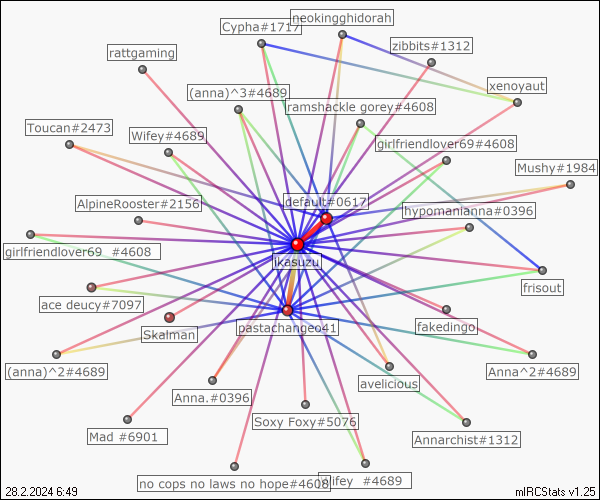 neokingghidorah
Cypha#1717
zibbits#1312
rattgaming
xenoyaut
(anna)^3#4689
ramshackle gorey#4608
Toucan#2473
Wifey#4689
girlfriendlover69#4608
Mushy#1984
default#0617
AlpineRooster#2156
hypomanianna#0396
girlfriendlover69_#4608
ikasuzu
frisout
ace deucy#7097
pastachangeo41
fakedingo
Skalman
(anna)^2#4689
Anna^2#4689
avelicious
Anna.#0396
Soxy Foxy#5076
Mad #6901
Annarchist#1312
no cops no laws no hope#4608
Wifey_#4689
28.2.2024 6:49
mIRCStats v1.25